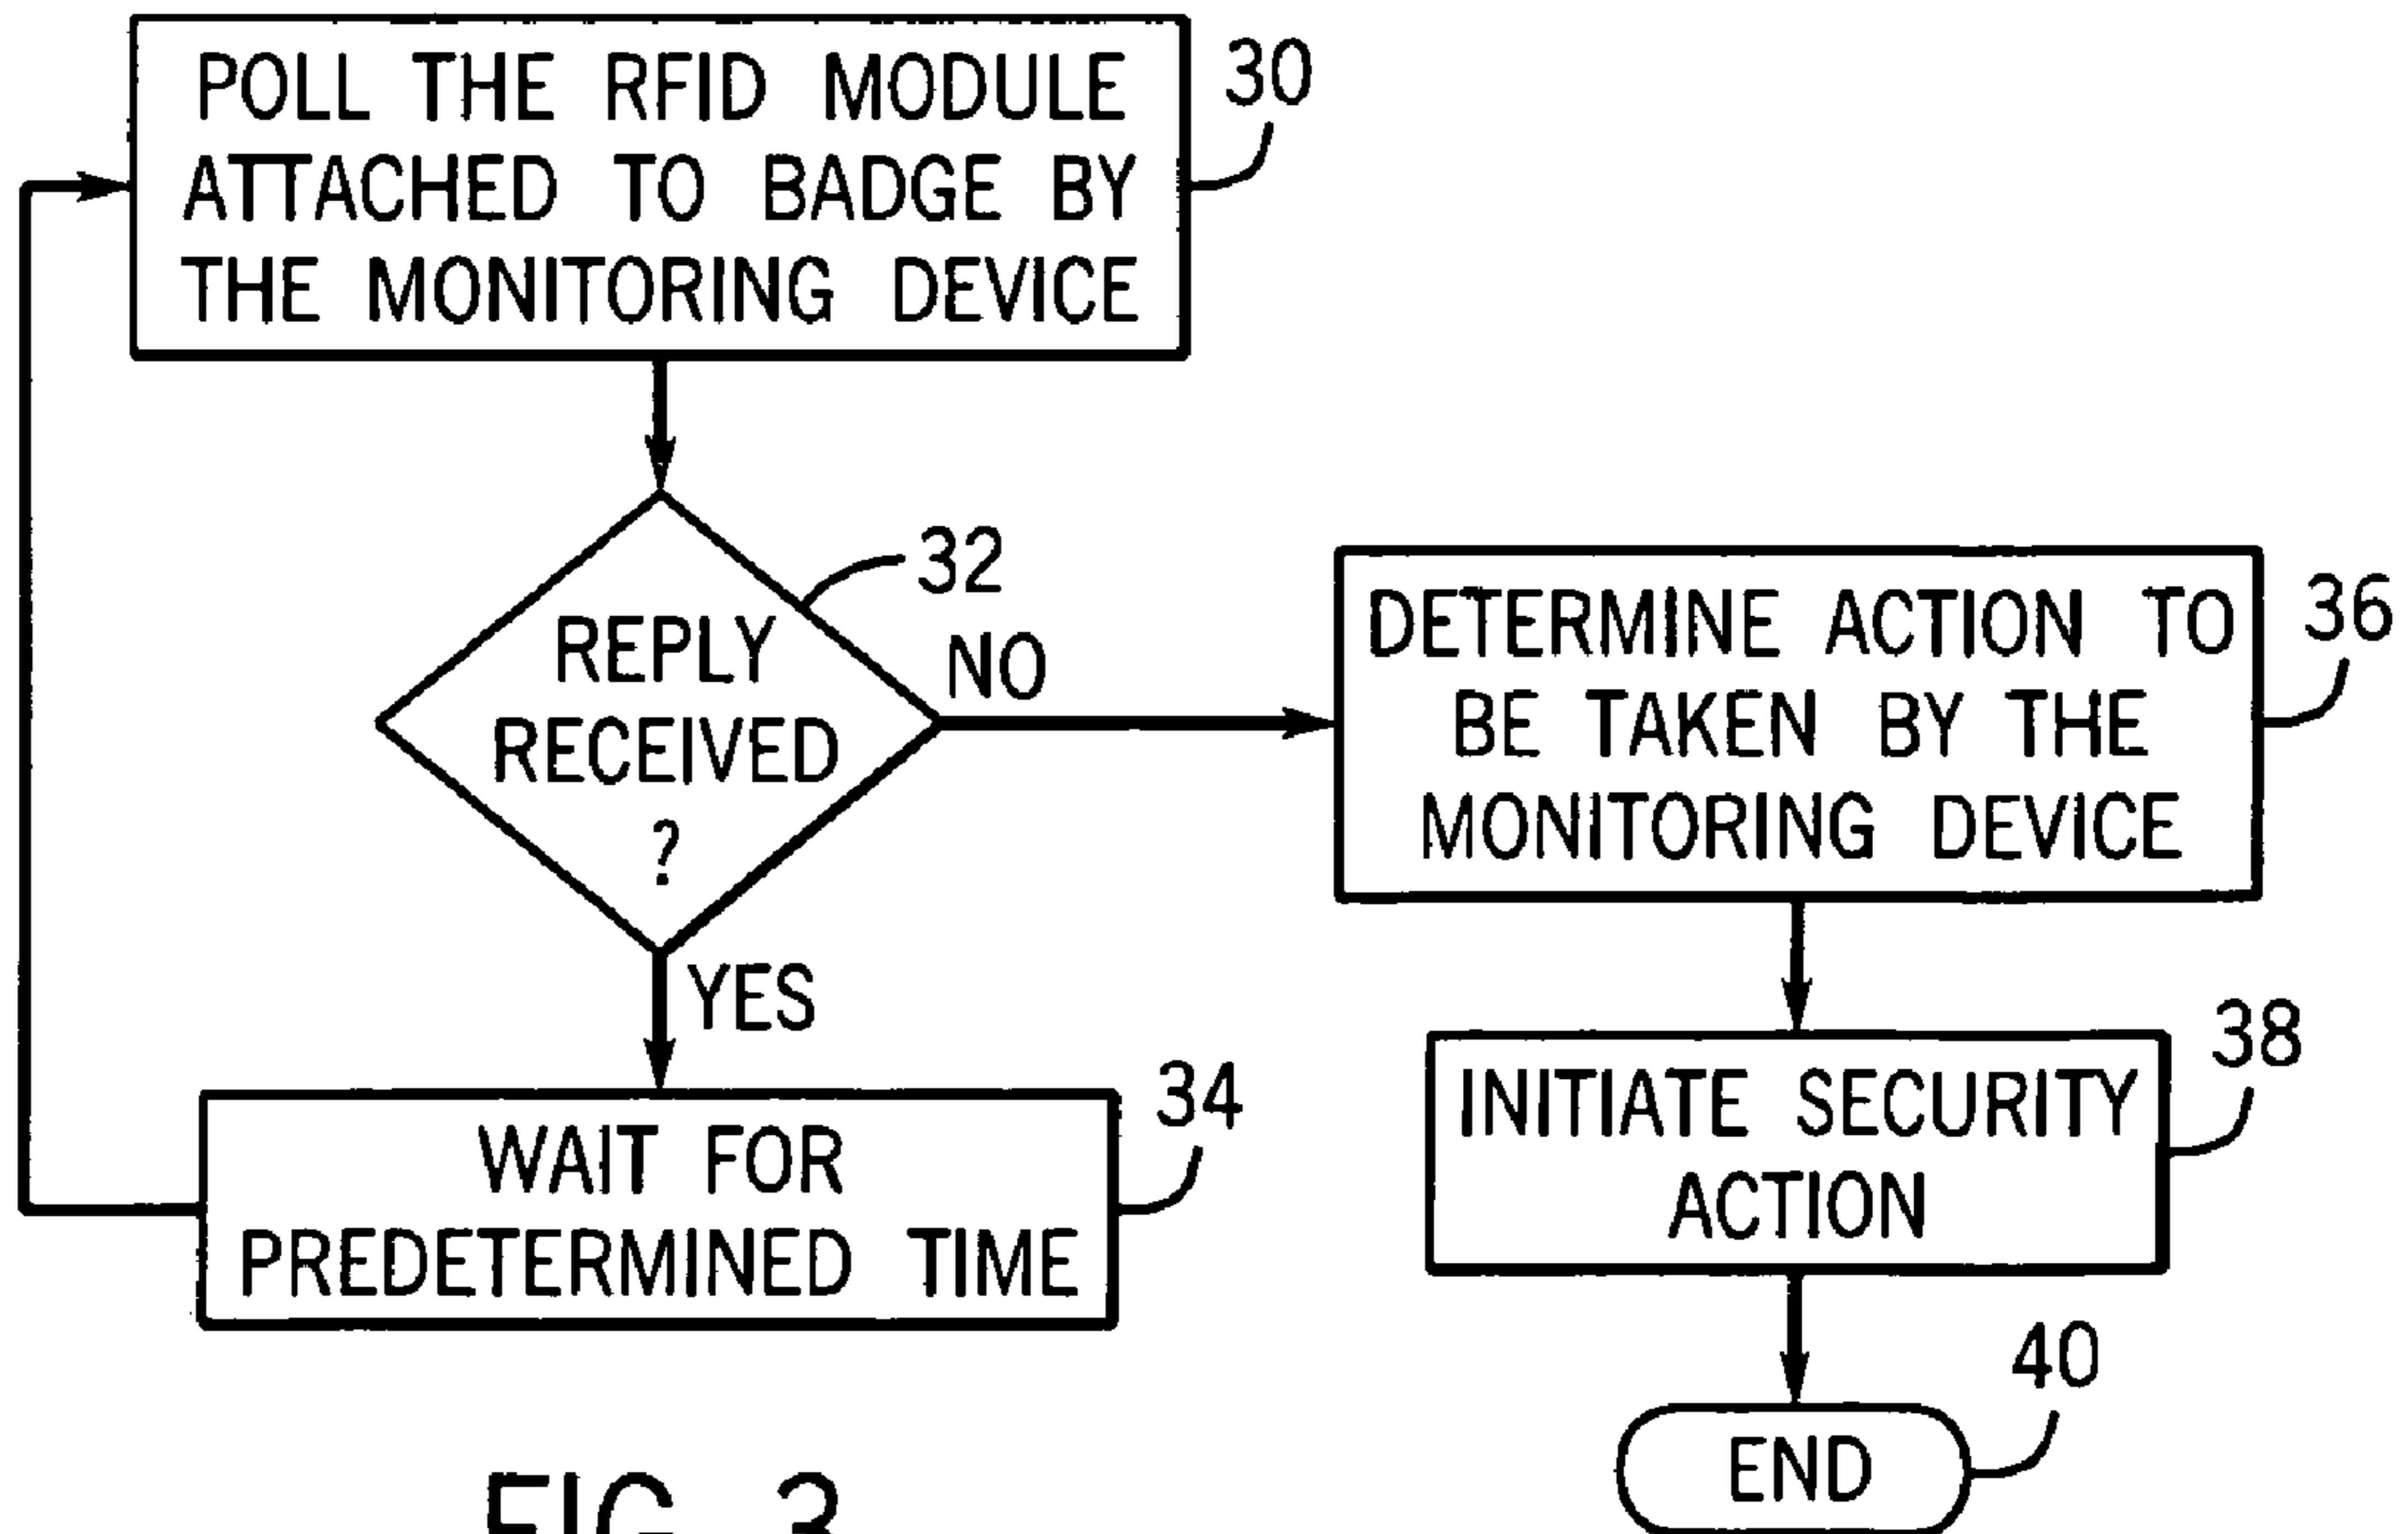 POLL THE RFID MODULE
ATTACHED TO BADGE BY
THE MONITORING DEVICE
30
REPLY
RECEIVED
?
32
NO
YES
WAIT FOR
PREDETERMINED TIME
34
DETERMINE ACTION TO
BE TAKEN BY THE
MONITORING DEVICE
36
INITIATE SECURITY
ACTION
38
END
40
FIG. 3